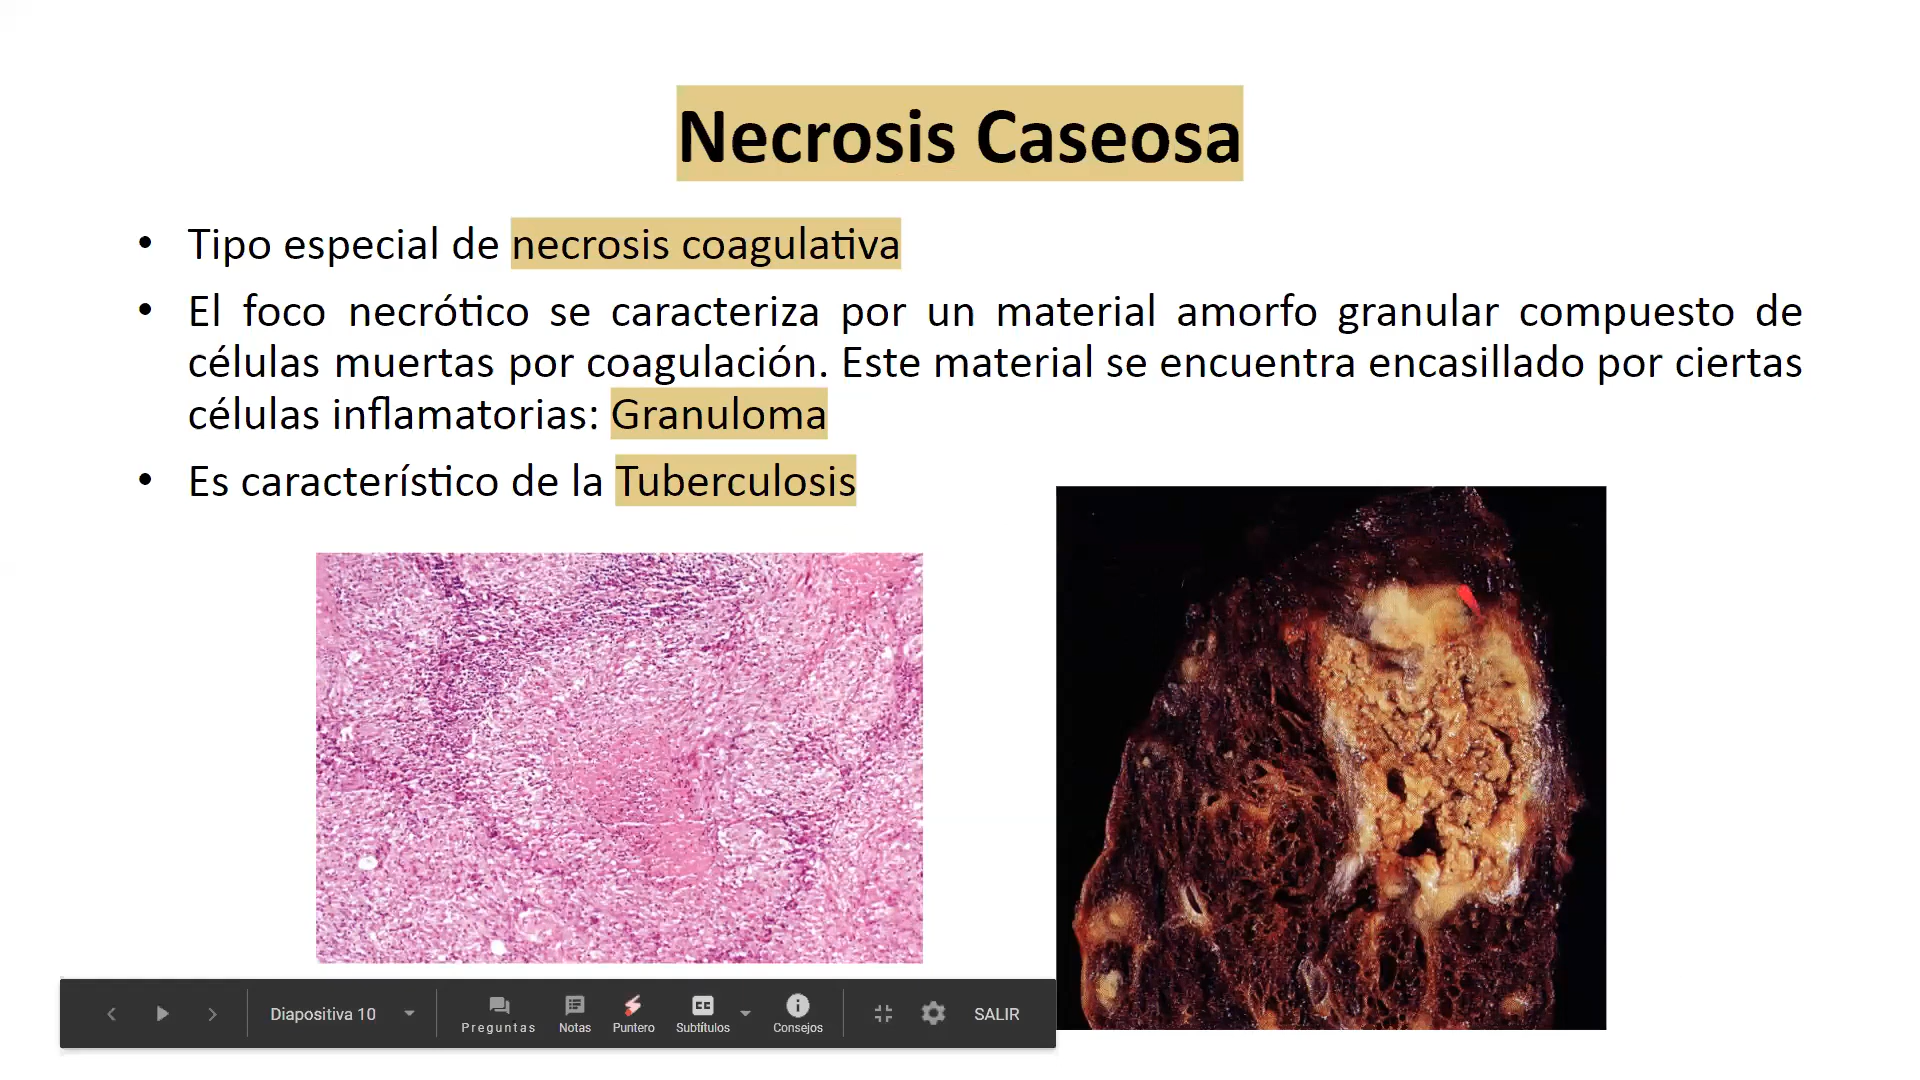 Necrosis Caseosa
• Tipo especial de necrosis coagulativa
• El foco necrótico se caracteriza por un material amorfo granular compuesto de
células muertas por coagulación. Este material se encuentra encasillado por ciertas
células inflamatorias: Granuloma
• Es característico de la Tuberculosis
Diapositiva 10
Preguntas
Notas
Puntero
CC
Subtítulos
Consejos
SALIR